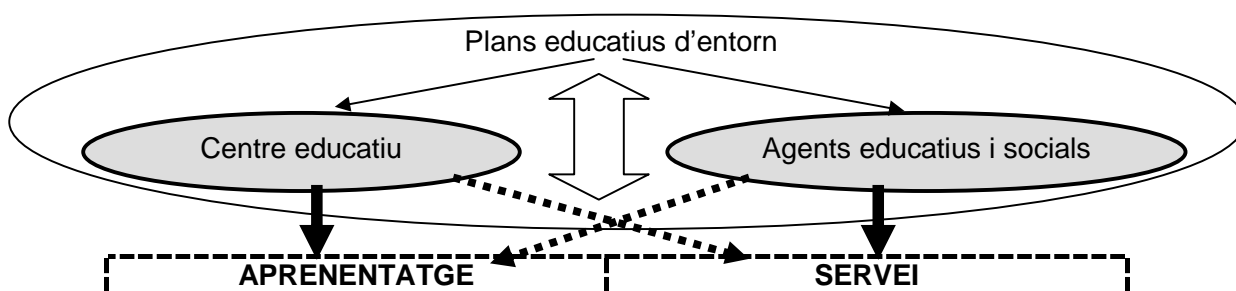 Plans educatius d'entorn
Centre educatiu
Agents educatius i socials
APRENENTATGE
SERVEI